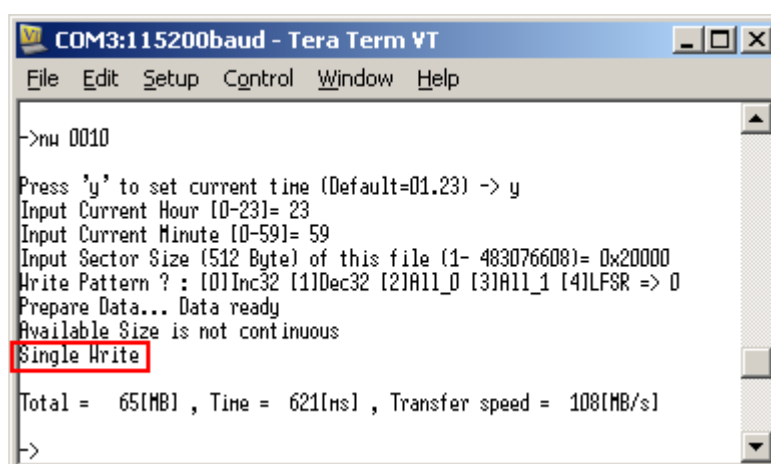 COM3:115200baud - Tera Term VT
File Edit Setup Control Window Help
->nw 0010
Press 'y' to set current time (Default=01.23) -> y
Input Current Hour [0-23]= 23
Input Current Minute [0-59]= 59
Input Sector Size (512 Byte) of this file (1- 483076608)= 0x20000
Write Pattern ? : [0]Inc32 [1]Dec32 [2]All_0 [3]All_1 [4]LFSR => 0
Prepare Data... Data ready
Available Size is not continuous
Single Write
Total = 65[MB] , Time = 621[ms] , Transfer speed = 108[MB/s]
->